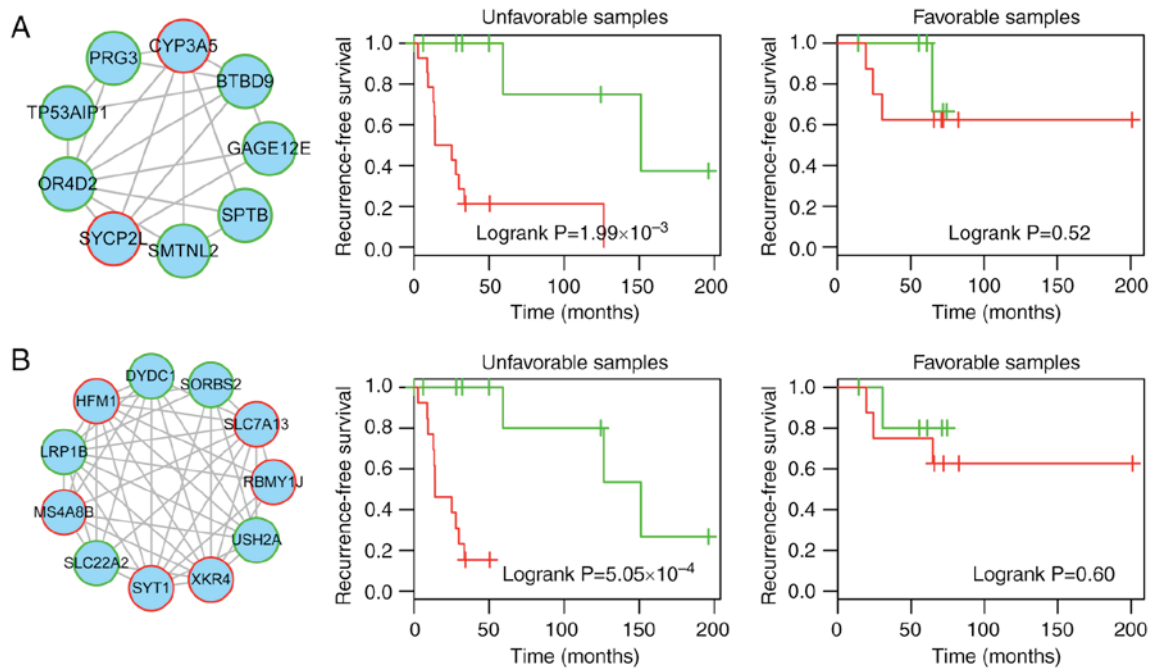 A
CYP3A5
PRG3
BTBD9
TP53AIP1
GAGE12E
OR4D2
SPTB
SYCP2L
SMTNL2
Unfavorable samples
Recurrence-free survival
1.0
0.8
0.6
0.4
0.2
0.0
Logrank P=1.99×10⁻³
0 50 100 150 200
Time (months)
Favorable samples
Recurrence-free survival
1.0
0.8
0.6
0.4
0.2
0.0
Logrank P=0.52
0 50 100 150 200
Time (months)
B
DYDC1
SORBS2
HFM1
SLC7A13
LRP1B
RBMY1J
MS4A8B
USH2A
SLC22A2
XKR4
SYT1
Unfavorable samples
Recurrence-free survival
1.0
0.8
0.6
0.4
0.2
0.0
Logrank P=5.05×10⁻⁴
0 50 100 150 200
Time (months)
Favorable samples
Recurrence-free survival
1.0
0.8
0.6
0.4
0.2
0.0
Logrank P=0.60
0 50 100 150 200
Time (months)